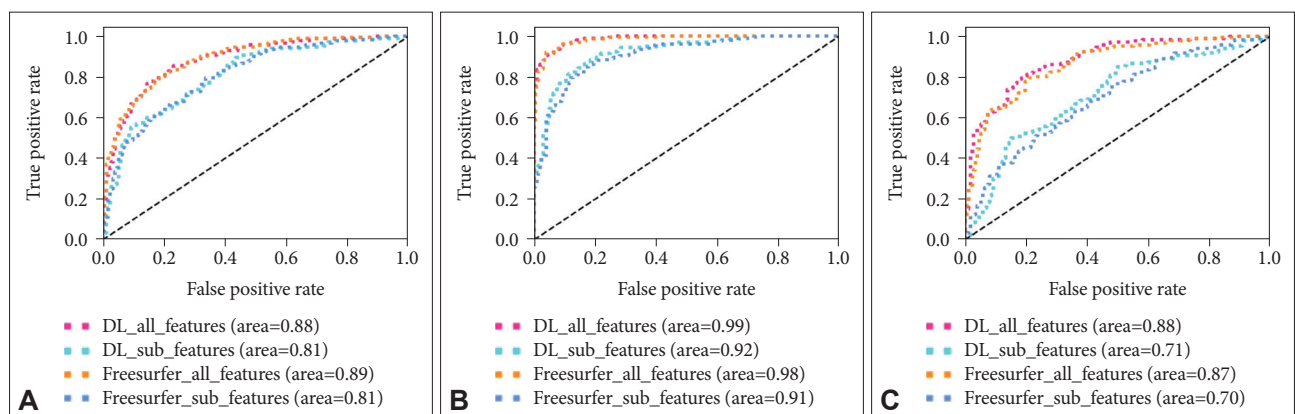 1.0
0.8
0.6
0.4
0.2
0.0
True positive rate
0.0 0.2 0.4 0.6 0.8 1.0
False positive rate
DL_all_features (area=0.88)
DL_sub_features (area=0.81)
Freesurfer_all_features (area=0.89)
Freesurfer_sub_features (area=0.81)
A
1.0
0.8
0.6
0.4
0.2
0.0
True positive rate
0.0 0.2 0.4 0.6 0.8 1.0
False positive rate
DL_all_features (area=0.99)
DL_sub_features (area=0.92)
Freesurfer_all_features (area=0.98)
Freesurfer_sub_features (area=0.91)
B
1.0
0.8
0.6
0.4
0.2
0.0
True positive rate
0.0 0.2 0.4 0.6 0.8 1.0
False positive rate
DL_all_features (area=0.88)
DL_sub_features (area=0.71)
Freesurfer_all_features (area=0.87)
Freesurfer_sub_features (area=0.70)
C